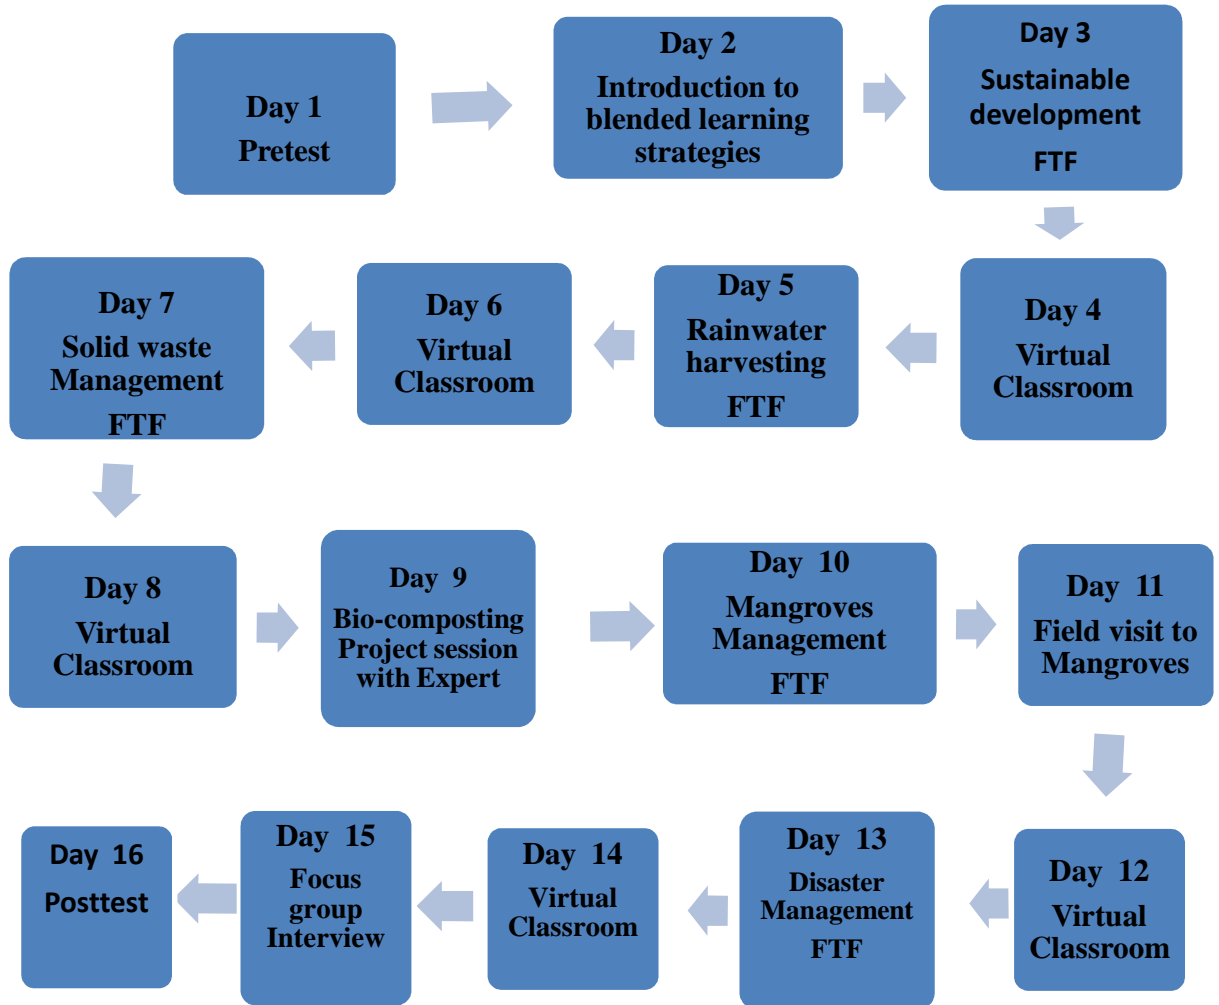 Day 1
Pretest
Day 2
Introduction to
blended learning
strategies
Day 3
Sustainable
development
FTF
Day 4
Virtual
Classroom
Day 5
Rainwater
harvesting
FTF
Day 6
Virtual
Classroom
Day 7
Solid waste
Management
FTF
Day 8
Virtual
Classroom
Day 9
Bio-composting
Project session
with Expert
Day 10
Mangroves
Management
FTF
Day 11
Field visit to
Mangroves
Day 12
Virtual
Classroom
Day 13
Disaster
Management
FTF
Day 14
Virtual
Classroom
Day 15
Focus
group
Interview
Day 16
Posttest